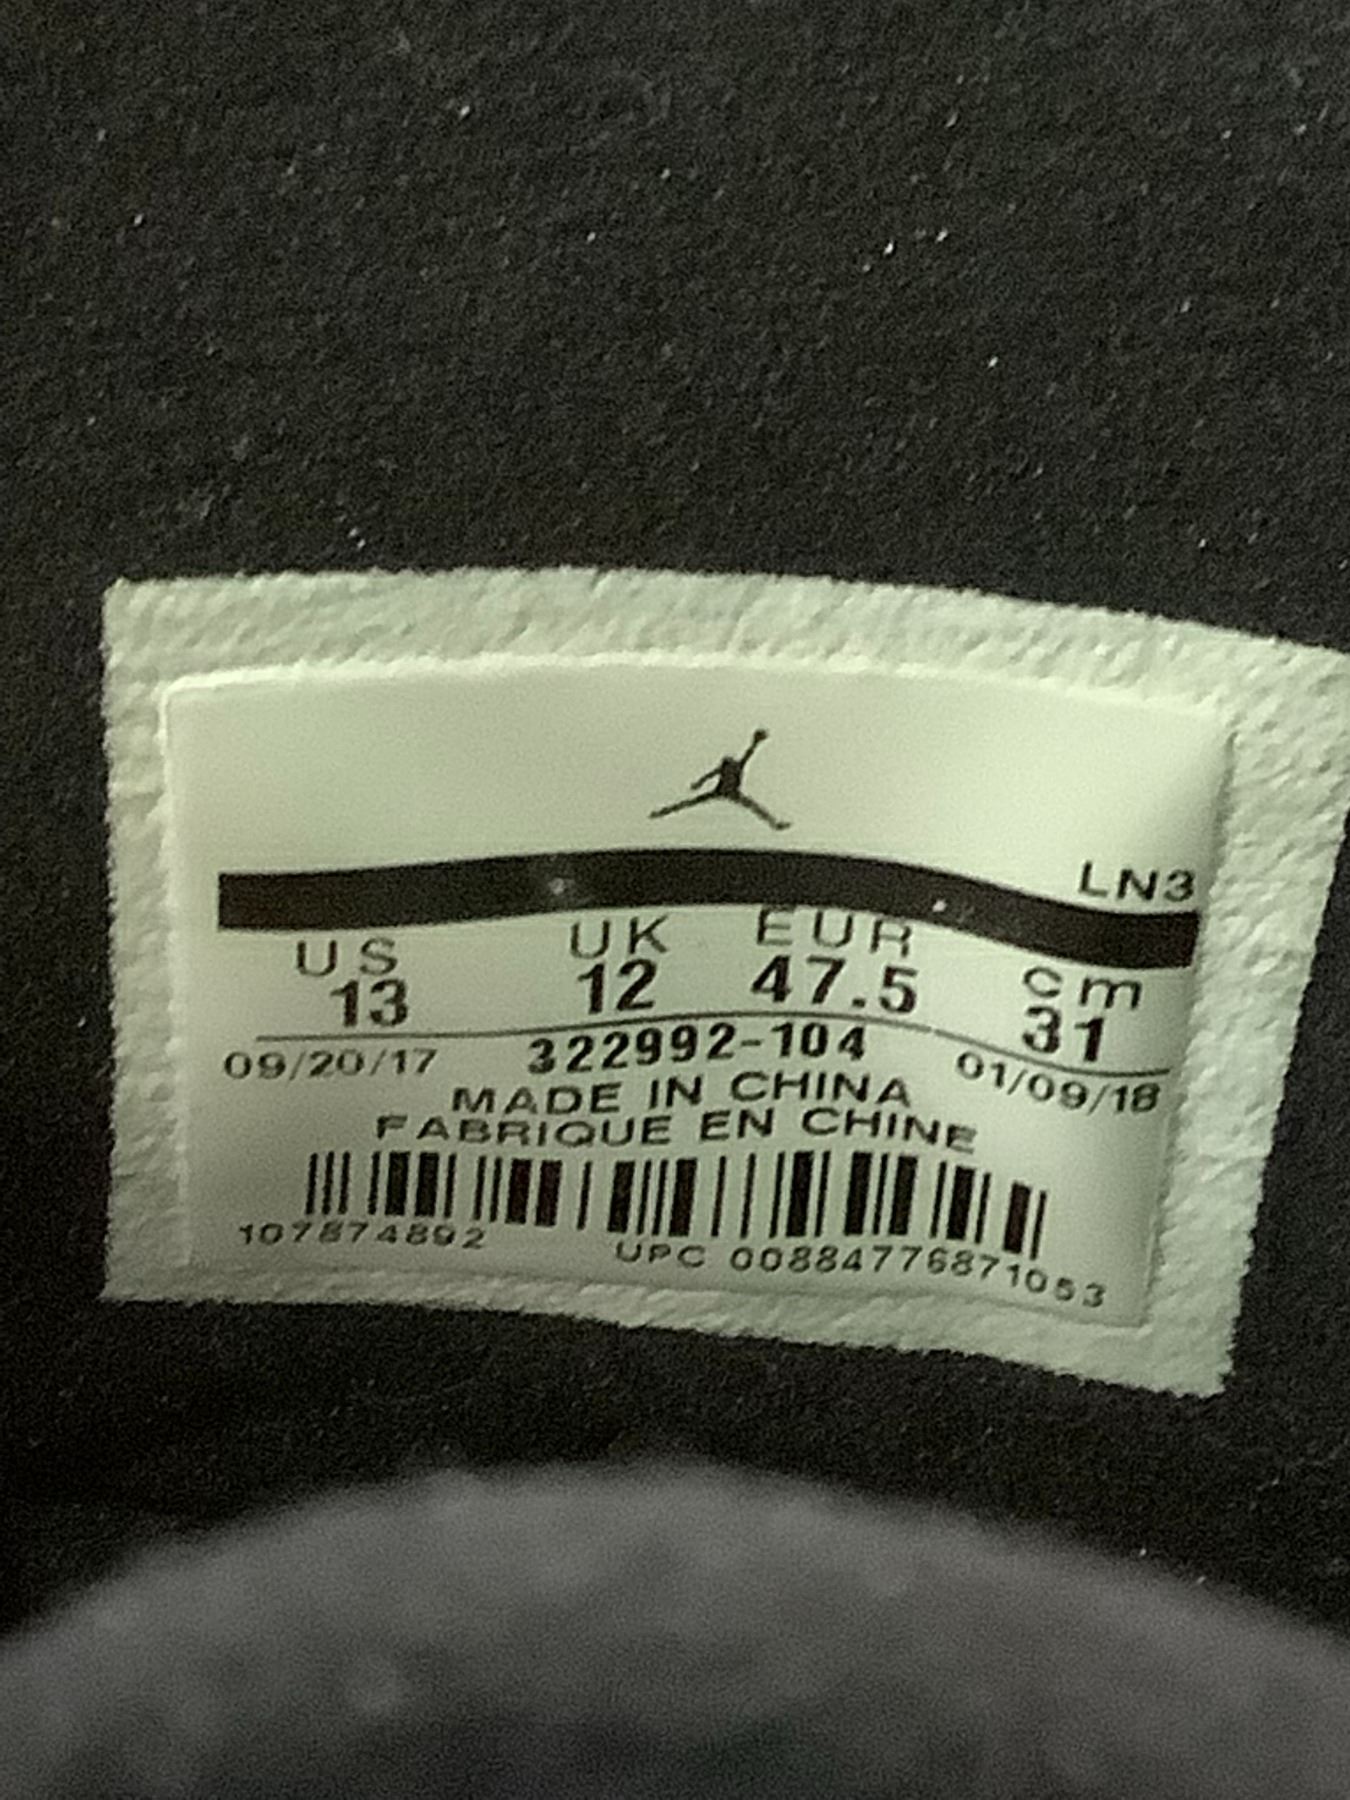 LN3
US UK EUR cm
13 12 47.5 31
09/20/17 322992-104 01/09/18
MADE IN CHINA
FABRIQUE EN CHINE
107874892 UPC 00884776871053